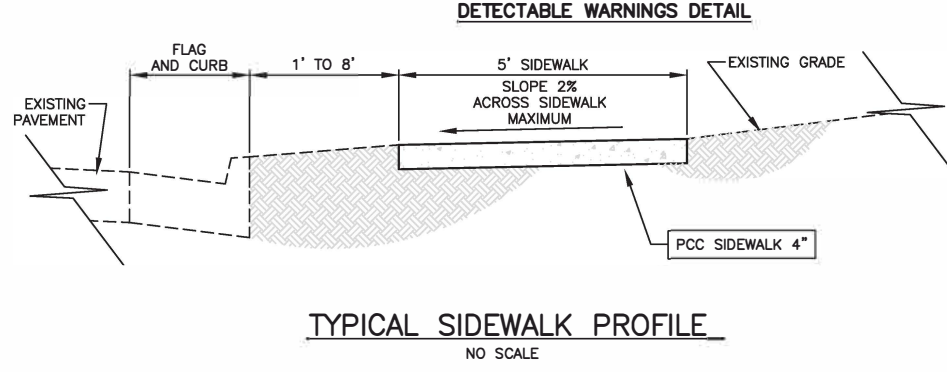 DETECTABLE WARNINGS DETAIL
FLAG
AND CURB
1' TO 8'
5' SIDEWALK
SLOPE 2%
ACROSS SIDEWALK
MAXIMUM
EXISTING GRADE
EXISTING
PAVEMENT
PCC SIDEWALK 4"
TYPICAL SIDEWALK PROFILE
NO SCALE